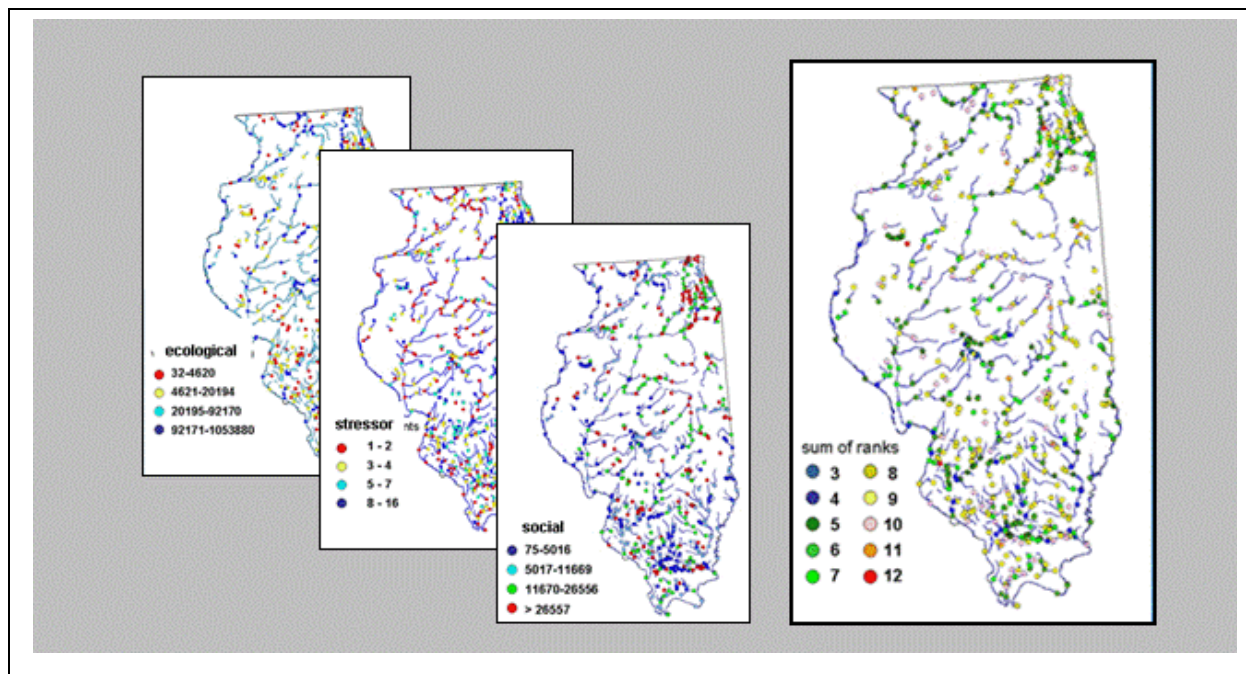 ecological
32-4620
4621-20194
20195-92170
92171-1053880
stressor nts
1 - 2
3 - 4
5 - 7
8 - 16
social
75-5016
5017-11669
11670-26556
> 26557
sum of ranks
3 8
4 9
5 10
6 11
7 12